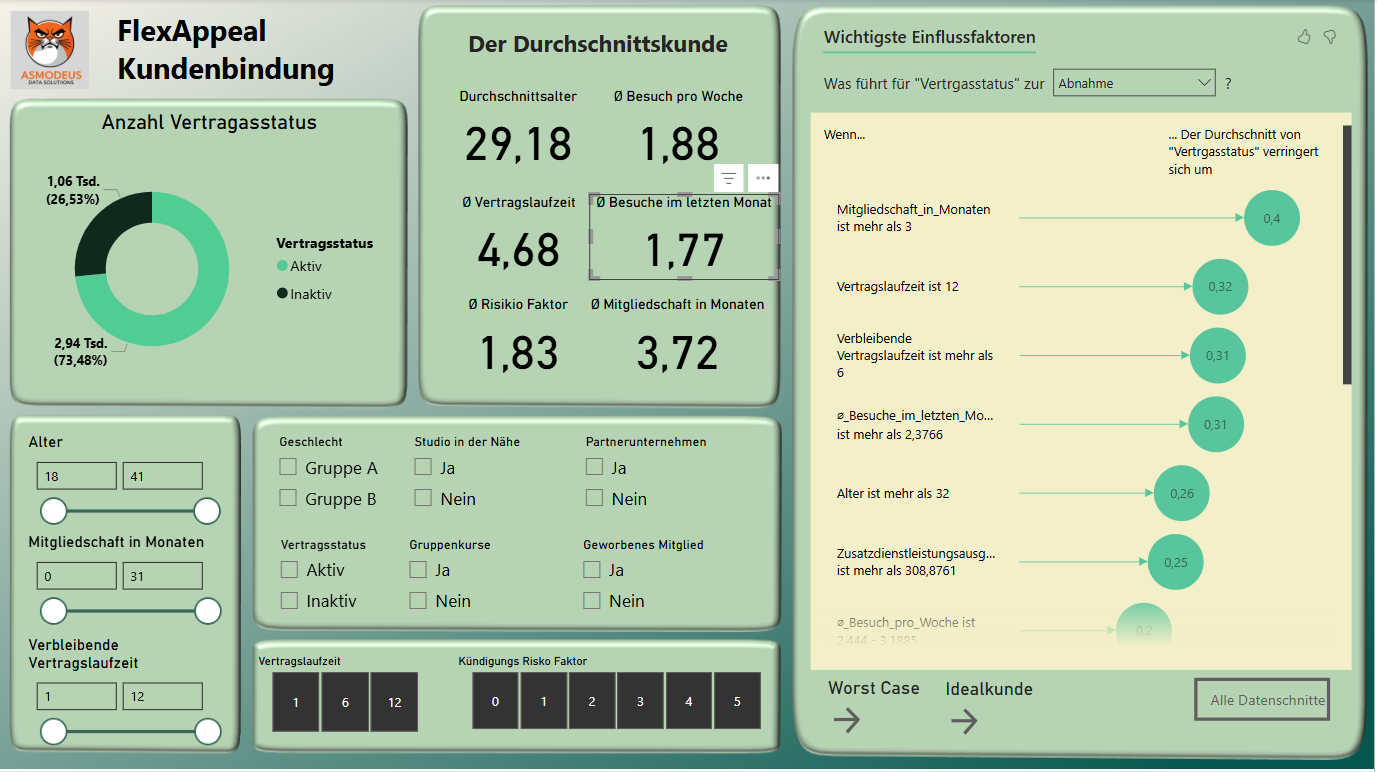 ASMODEUS
DATA SOLUTIONS
FlexAppeal
Kundenbindung
Anzahl Vertragasstatus
1,06 Tsd.
(26,53%)
2,94 Tsd.
(73,48%)
Vertragsstatus
Aktiv
Inaktiv
Der Durchschnittskunde
Durchschnittsalter
Ø Besuch pro Woche
29,18
1,88
Ø Vertragslaufzeit
Ø Besuche im letzten Monat
4,68
1,77
Ø Risikio Faktor
Ø Mitgliedschaft in Monaten
1,83
3,72
Alter
18
41
Mitgliedschaft in Monaten
0
31
Verbleibende
Vertragslaufzeit
1
12
Geschlecht
Gruppe A
Gruppe B
Studio in der Nähe
Ja
Nein
Partnerunternehmen
Ja
Nein
Vertragsstatus
Aktiv
Inaktiv
Gruppenkurse
Ja
Nein
Geworbenes Mitglied
Ja
Nein
Vertragslaufzeit
1
6
12
Kündigungs Risko Faktor
0
1
2
3
4
5
Wichtigste Einflussfaktoren
Was führt für "Vertrgasstatus" zur
Abnahme
?
Wenn...
... Der Durchschnitt von
"Vertrgasstatus" verringert
sich um
Mitgliedschaft_in_Monaten
ist mehr als 3
0,4
Vertragslaufzeit ist 12
0,32
Verbleibende
Vertragslaufzeit ist mehr als
6
0,31
ø_Besuche_im_letzten_Mo...
ist mehr als 2,3766
0,31
Alter ist mehr als 32
0,26
Zusatzdienstleistungsausg...
ist mehr als 308,8761
0,25
ø_Besuch_pro_Woche ist
2,444 - 3,1885
0,2
Worst Case
Idealkunde
Alle Datenschnitte